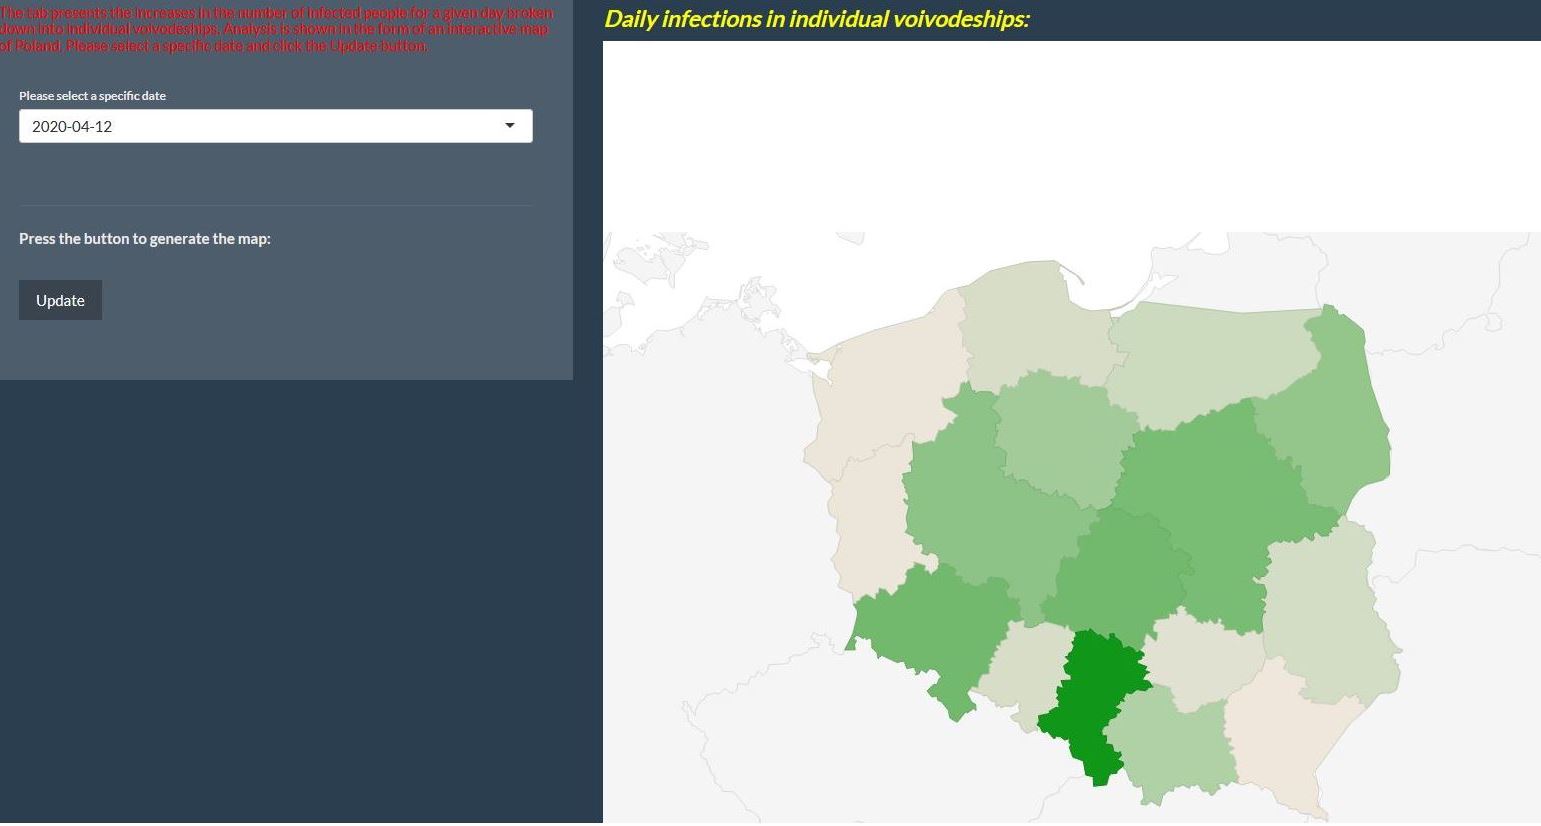 The tab presents the increases in the number of infected people for a given day broken
down into individual voivodeships. Analysis is shown in the form of an interactive map
of Poland. Please select a specific date and click the Update button.
Please select a specific date
2020-04-12
Press the button to generate the map:
Update
Daily infections in individual voivodeships: